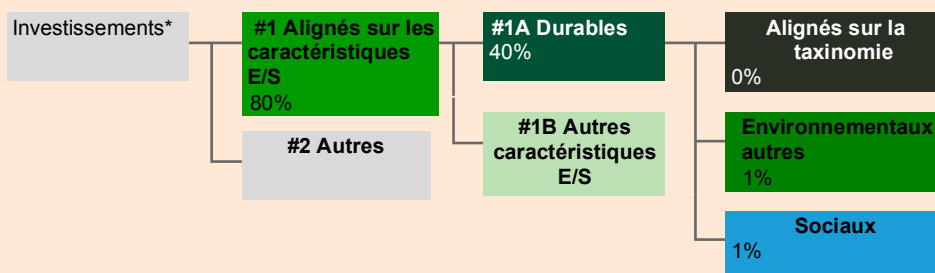 Investissements*
#1 Alignés sur les
caractéristiques
E/S
80%
#2 Autres
#1A Durables
40%
#1B Autres
caractéristiques
E/S
Alignés sur la
taxinomie
0%
Environnementaux
autres
1%
Sociaux
1%